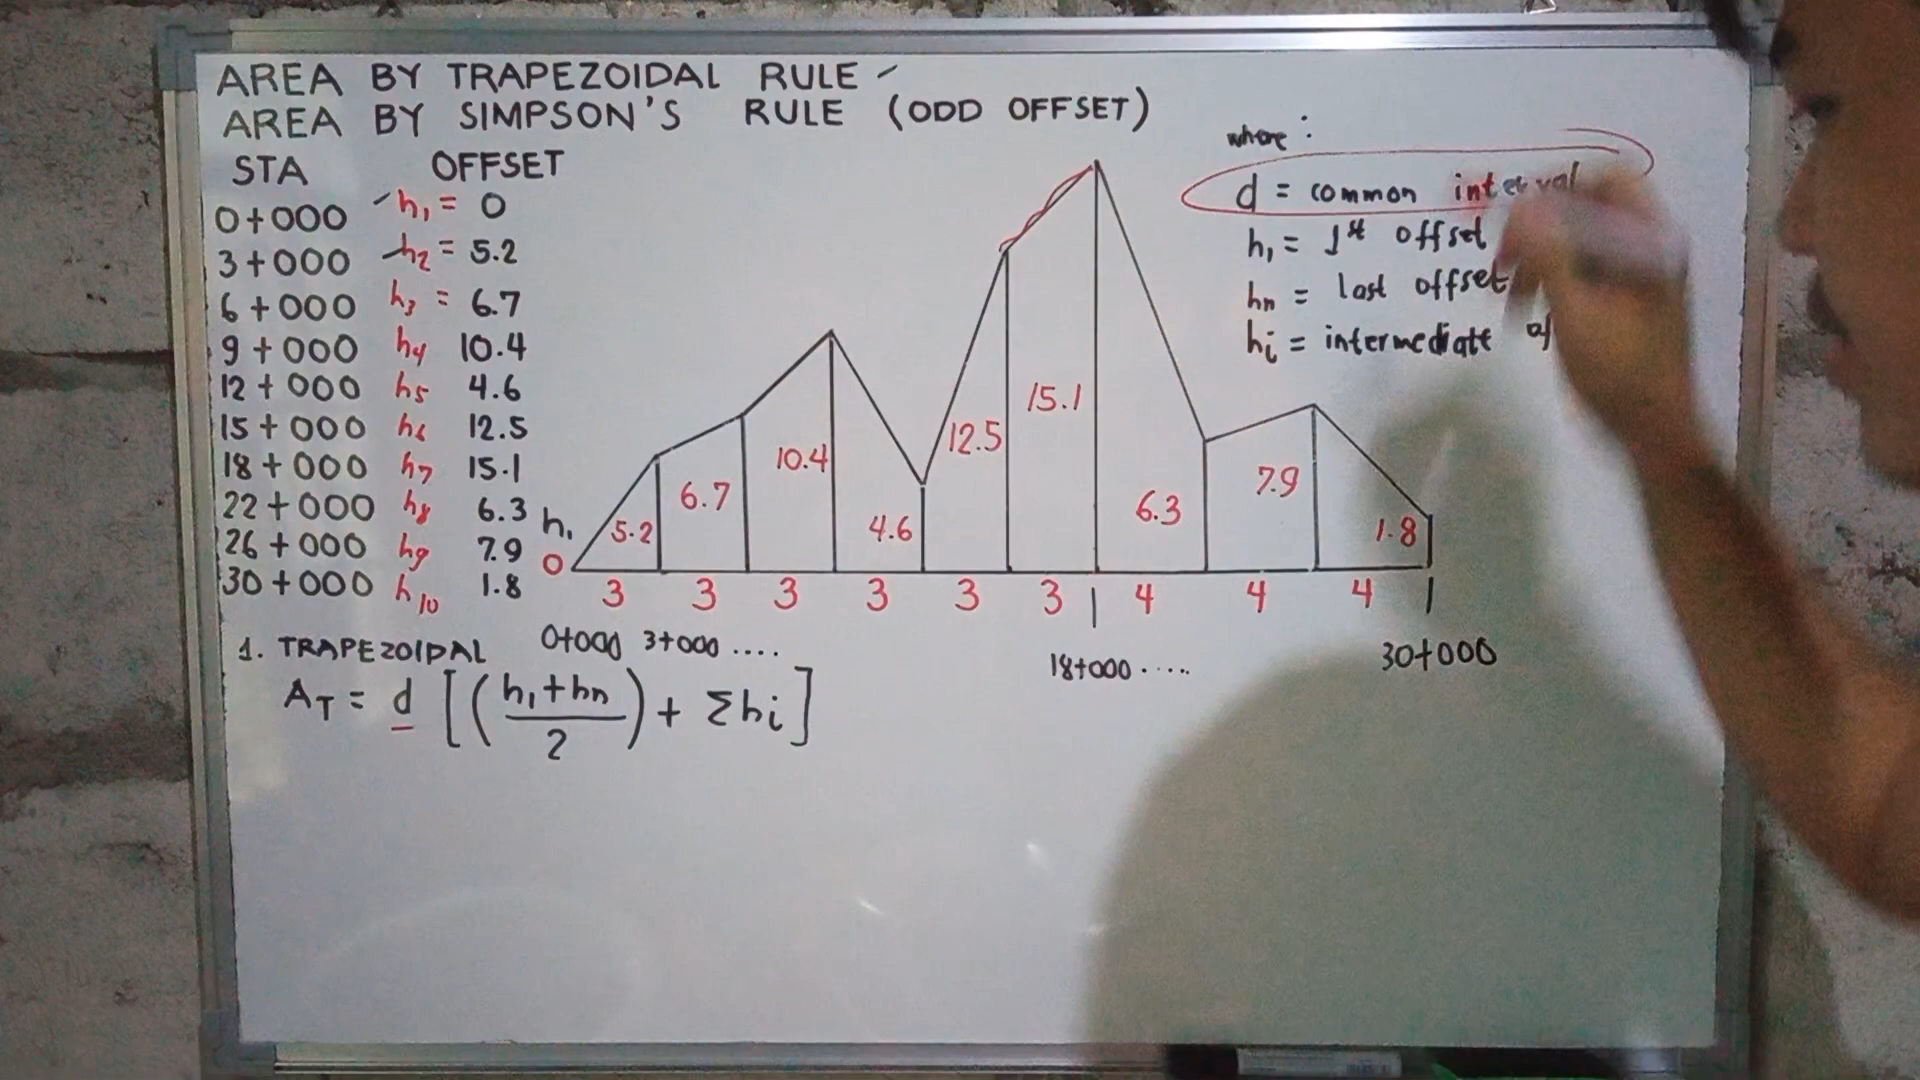 AREA BY TRAPEZOIDAL RULE
AREA BY SIMPSON'S RULE (ODD OFFSET)
STA OFFSET
0+000 h₁ = 0
3+000 h₂ = 5.2
6+000 h₃ = 6.7
9+000 h₄ 10.4
12+000 h₅ 4.6
15+000 h₆ 12.5
18+000 h₇ 15.1
22+000 h₈ 6.3
26+000 h₉ 7.9
30+000 h₁₀ 1.8
where:
d = common interval
h₁ = 1st offset
hn = last offset
hi = intermediate of
15.1
12.5
10.4
7.9
6.7
6.3
h₁ 5.2 4.6 1.8
0
3 3 3 3 3 3 4 4 4
0+000 3+000 ....
18+000 .....
30+000
1. TRAPEZOIDAL
A_T = d [(h₁+hn/2) + Σhi]